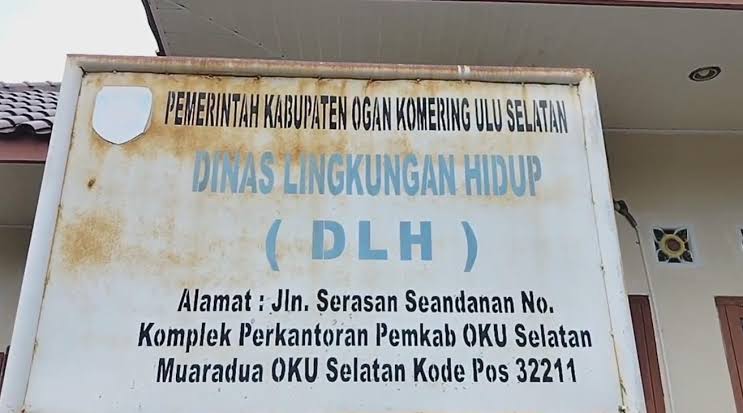 PEMERINTAH KABUPATEN OGAN KOMERING ULU SELATAN
DINAS LINGKUNGAN HIDUP
( DLH )
Alamat : Jln. Serasan Seandanan No.
Komplek Perkantoran Pemkab OKU Selatan
Muaradua OKU Selatan Kode Pos 32211